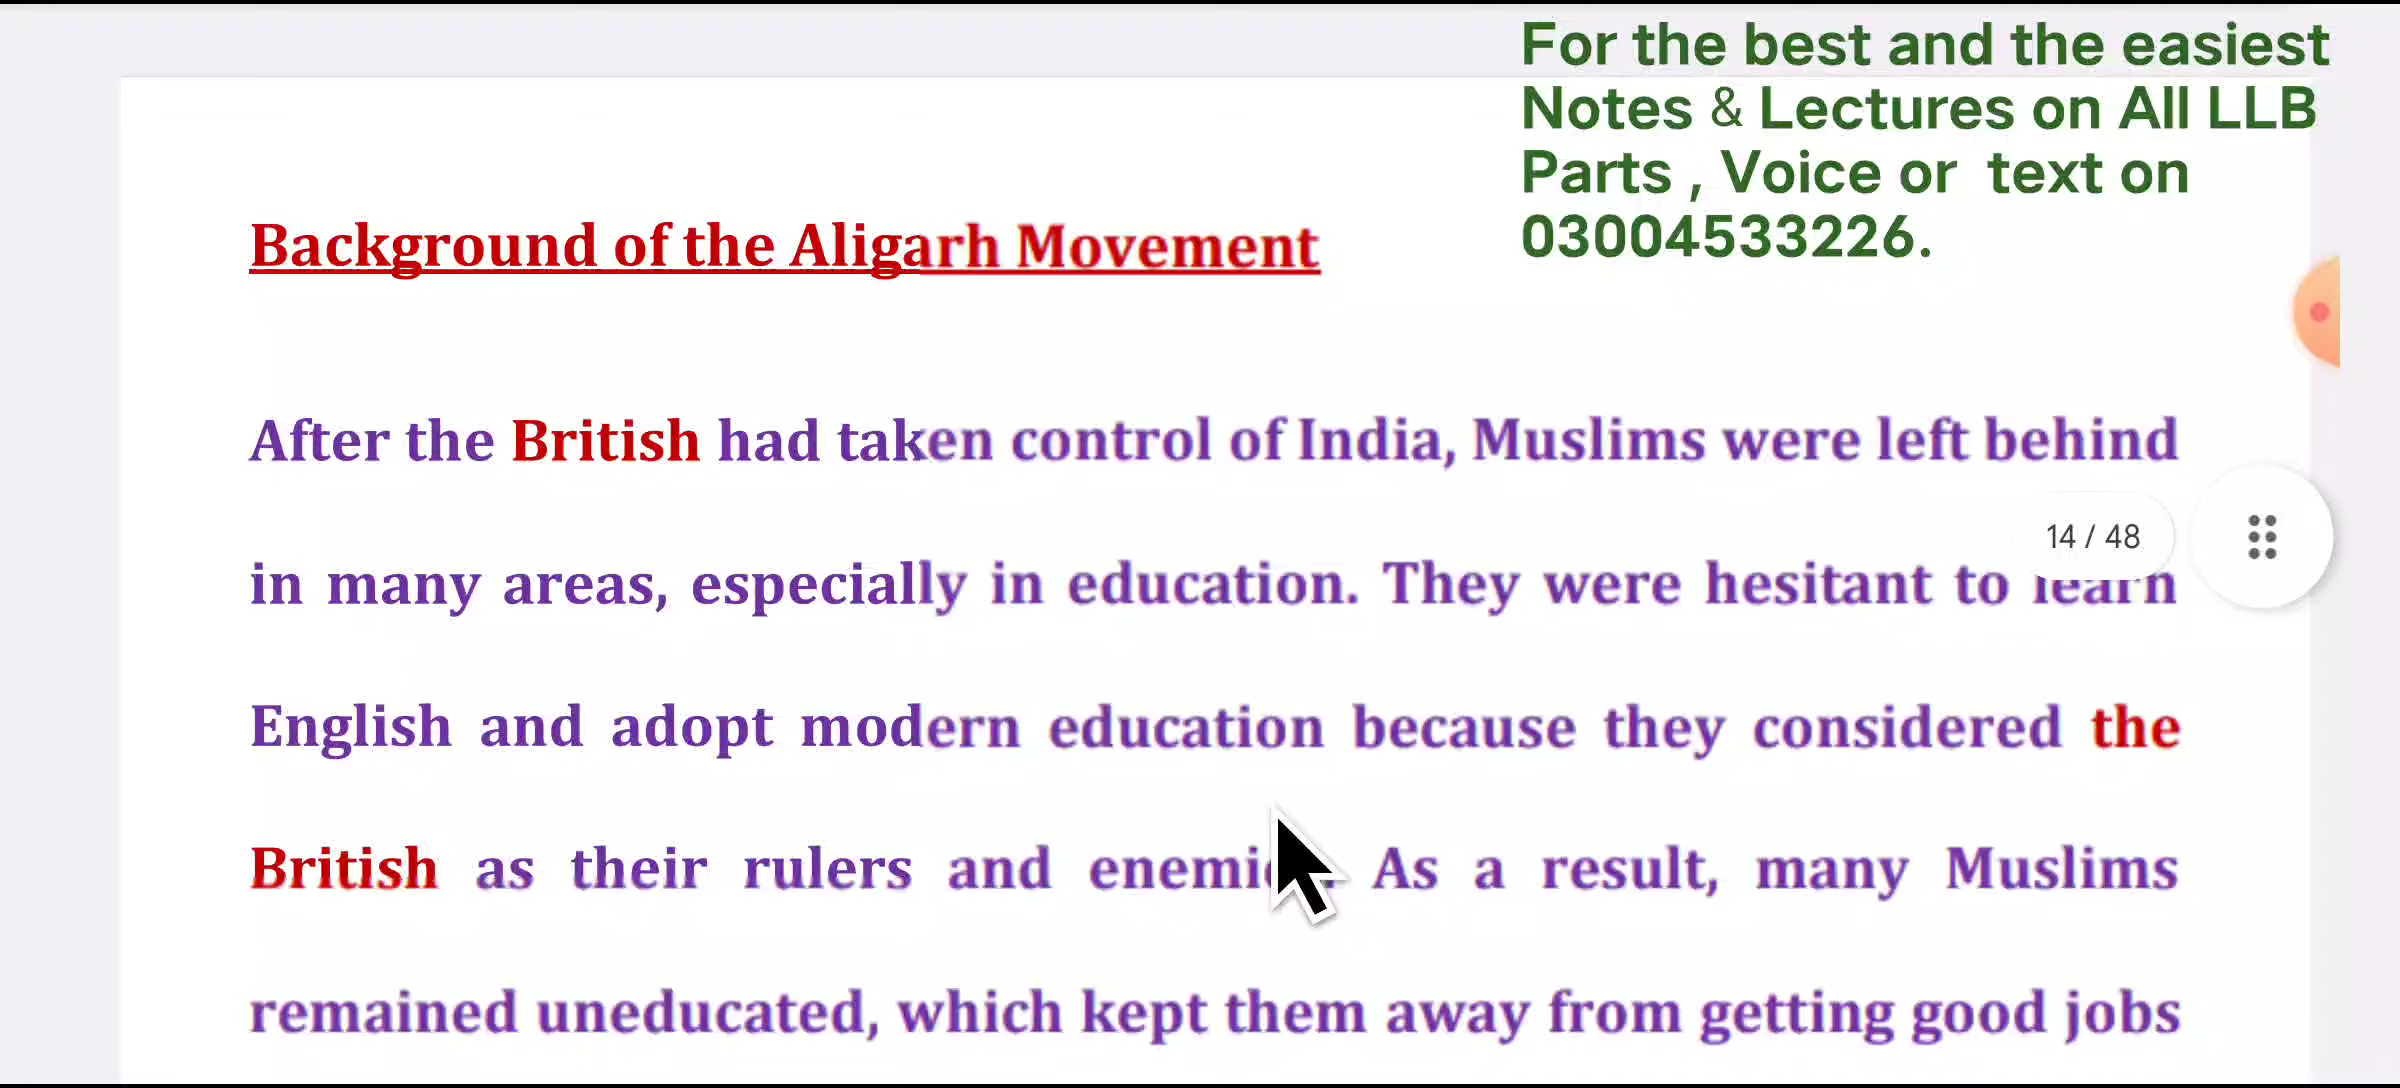 For the best and the easiest
Notes & Lectures on All LLB
Parts , Voice or text on
03004533226.
Background of the Aligarh Movement
After the British had taken control of India, Muslims were left behind
14 / 48
in many areas, especially in education. They were hesitant to learn
English and adopt modern education because they considered the
British as their rulers and enemies. As a result, many Muslims
remained uneducated, which kept them away from getting good jobs